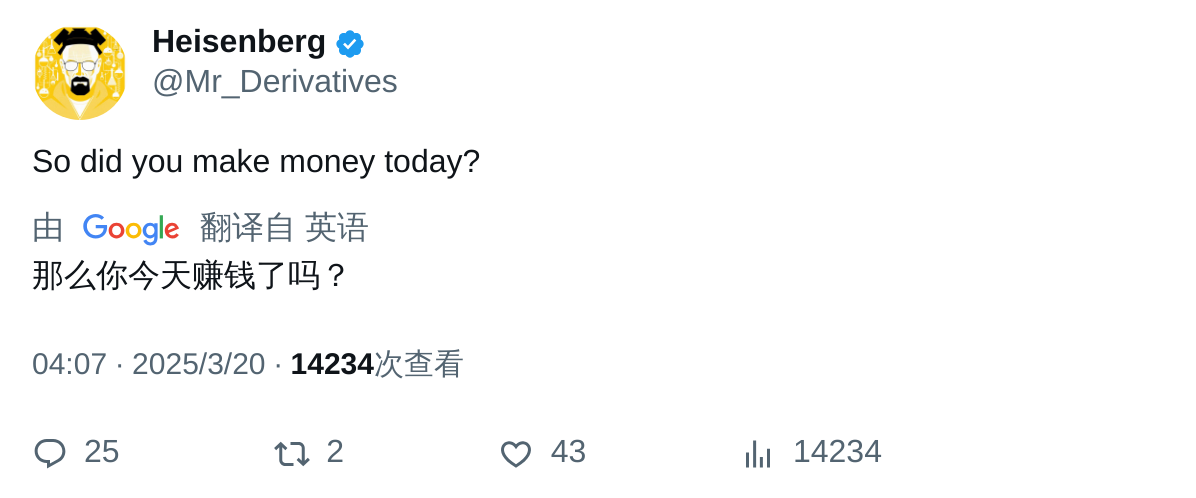 Heisenberg
@Mr_Derivatives
So did you make money today?
由 Google 翻译自 英语
那么你今天赚钱了吗？
04:07 · 2025/3/20 · 14234次查看
25 2 43 14234